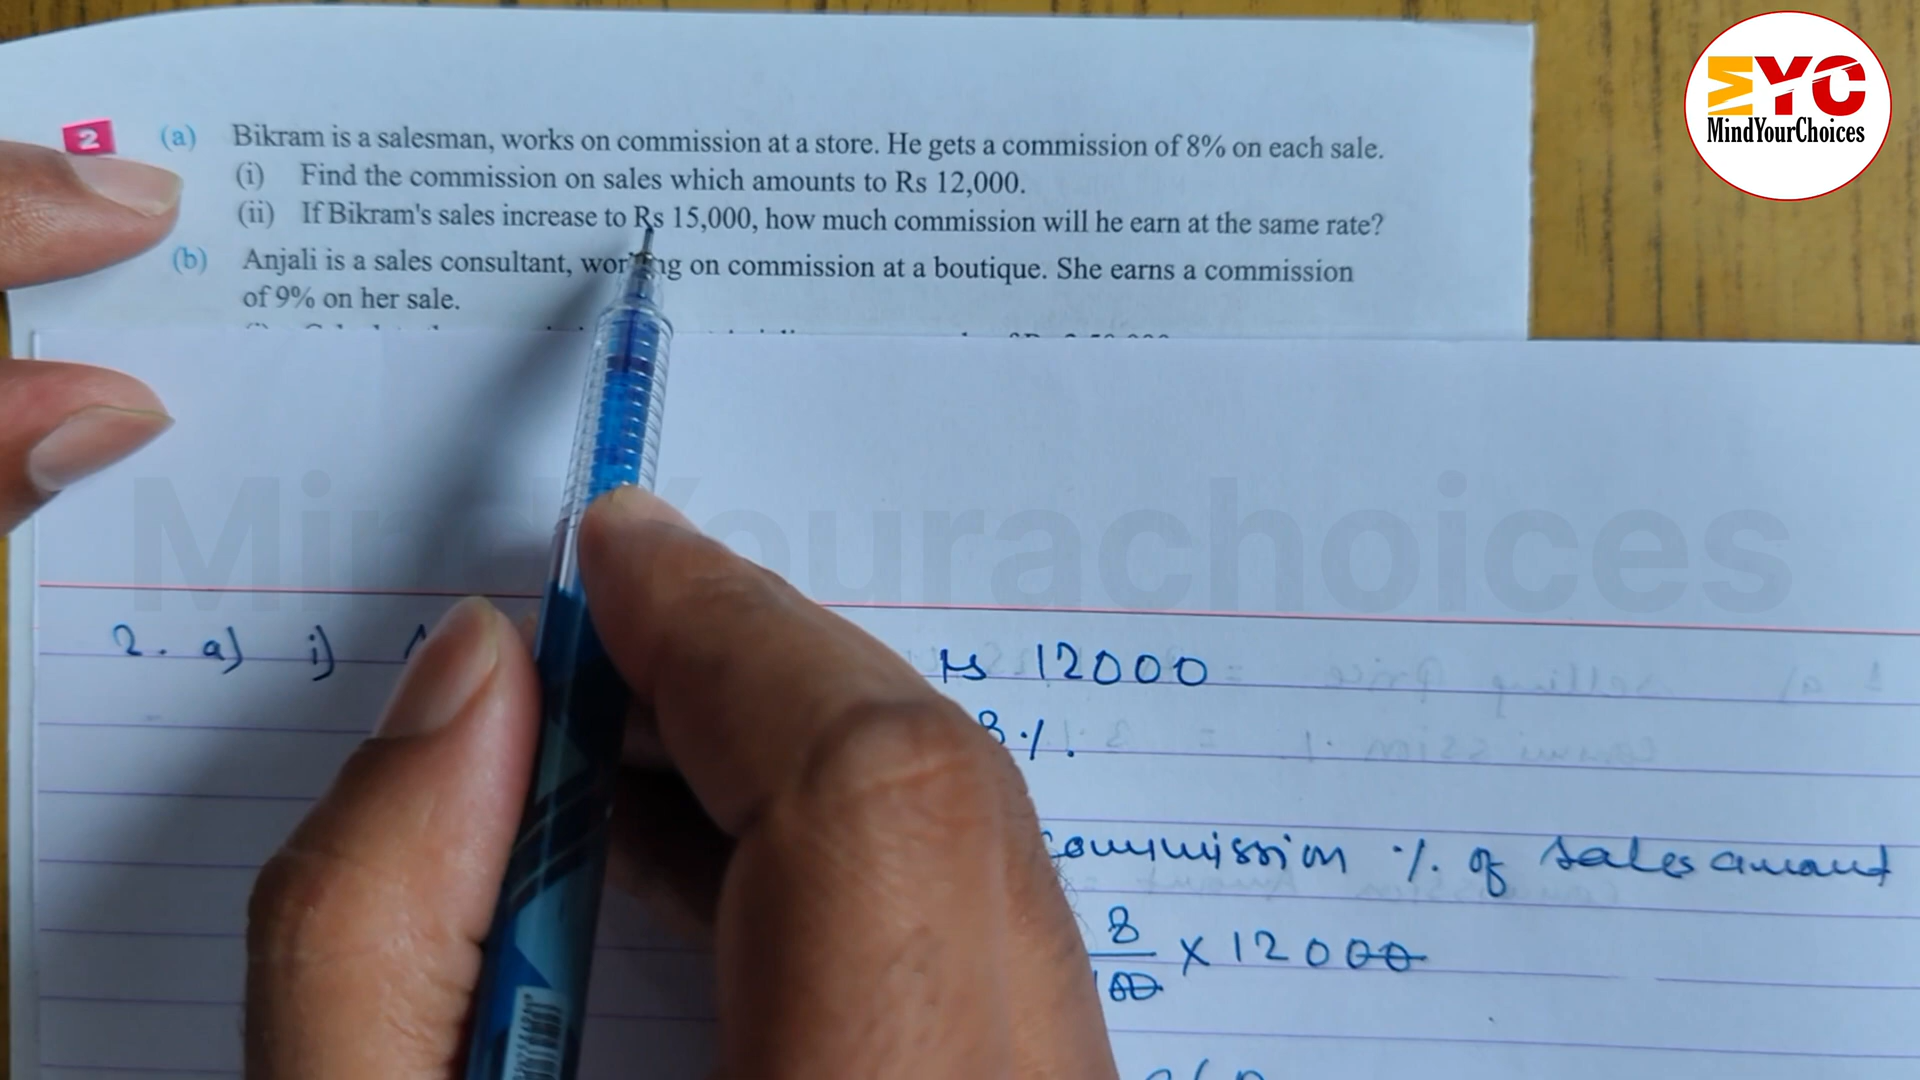 MYC
MindYourChoices
2 (a) Bikram is a salesman, works on commission at a store. He gets a commission of 8% on each sale.
(i) Find the commission on sales which amounts to Rs 12,000.
(ii) If Bikram's sales increase to Rs 15,000, how much commission will he earn at the same rate?
(b) Anjali is a sales consultant, working on commission at a boutique. She earns a commission
of 9% on her sale.
MindYourachoices
2. a) i) Rs 12000
8%.
commission % of sales amount
8/100 × 12000